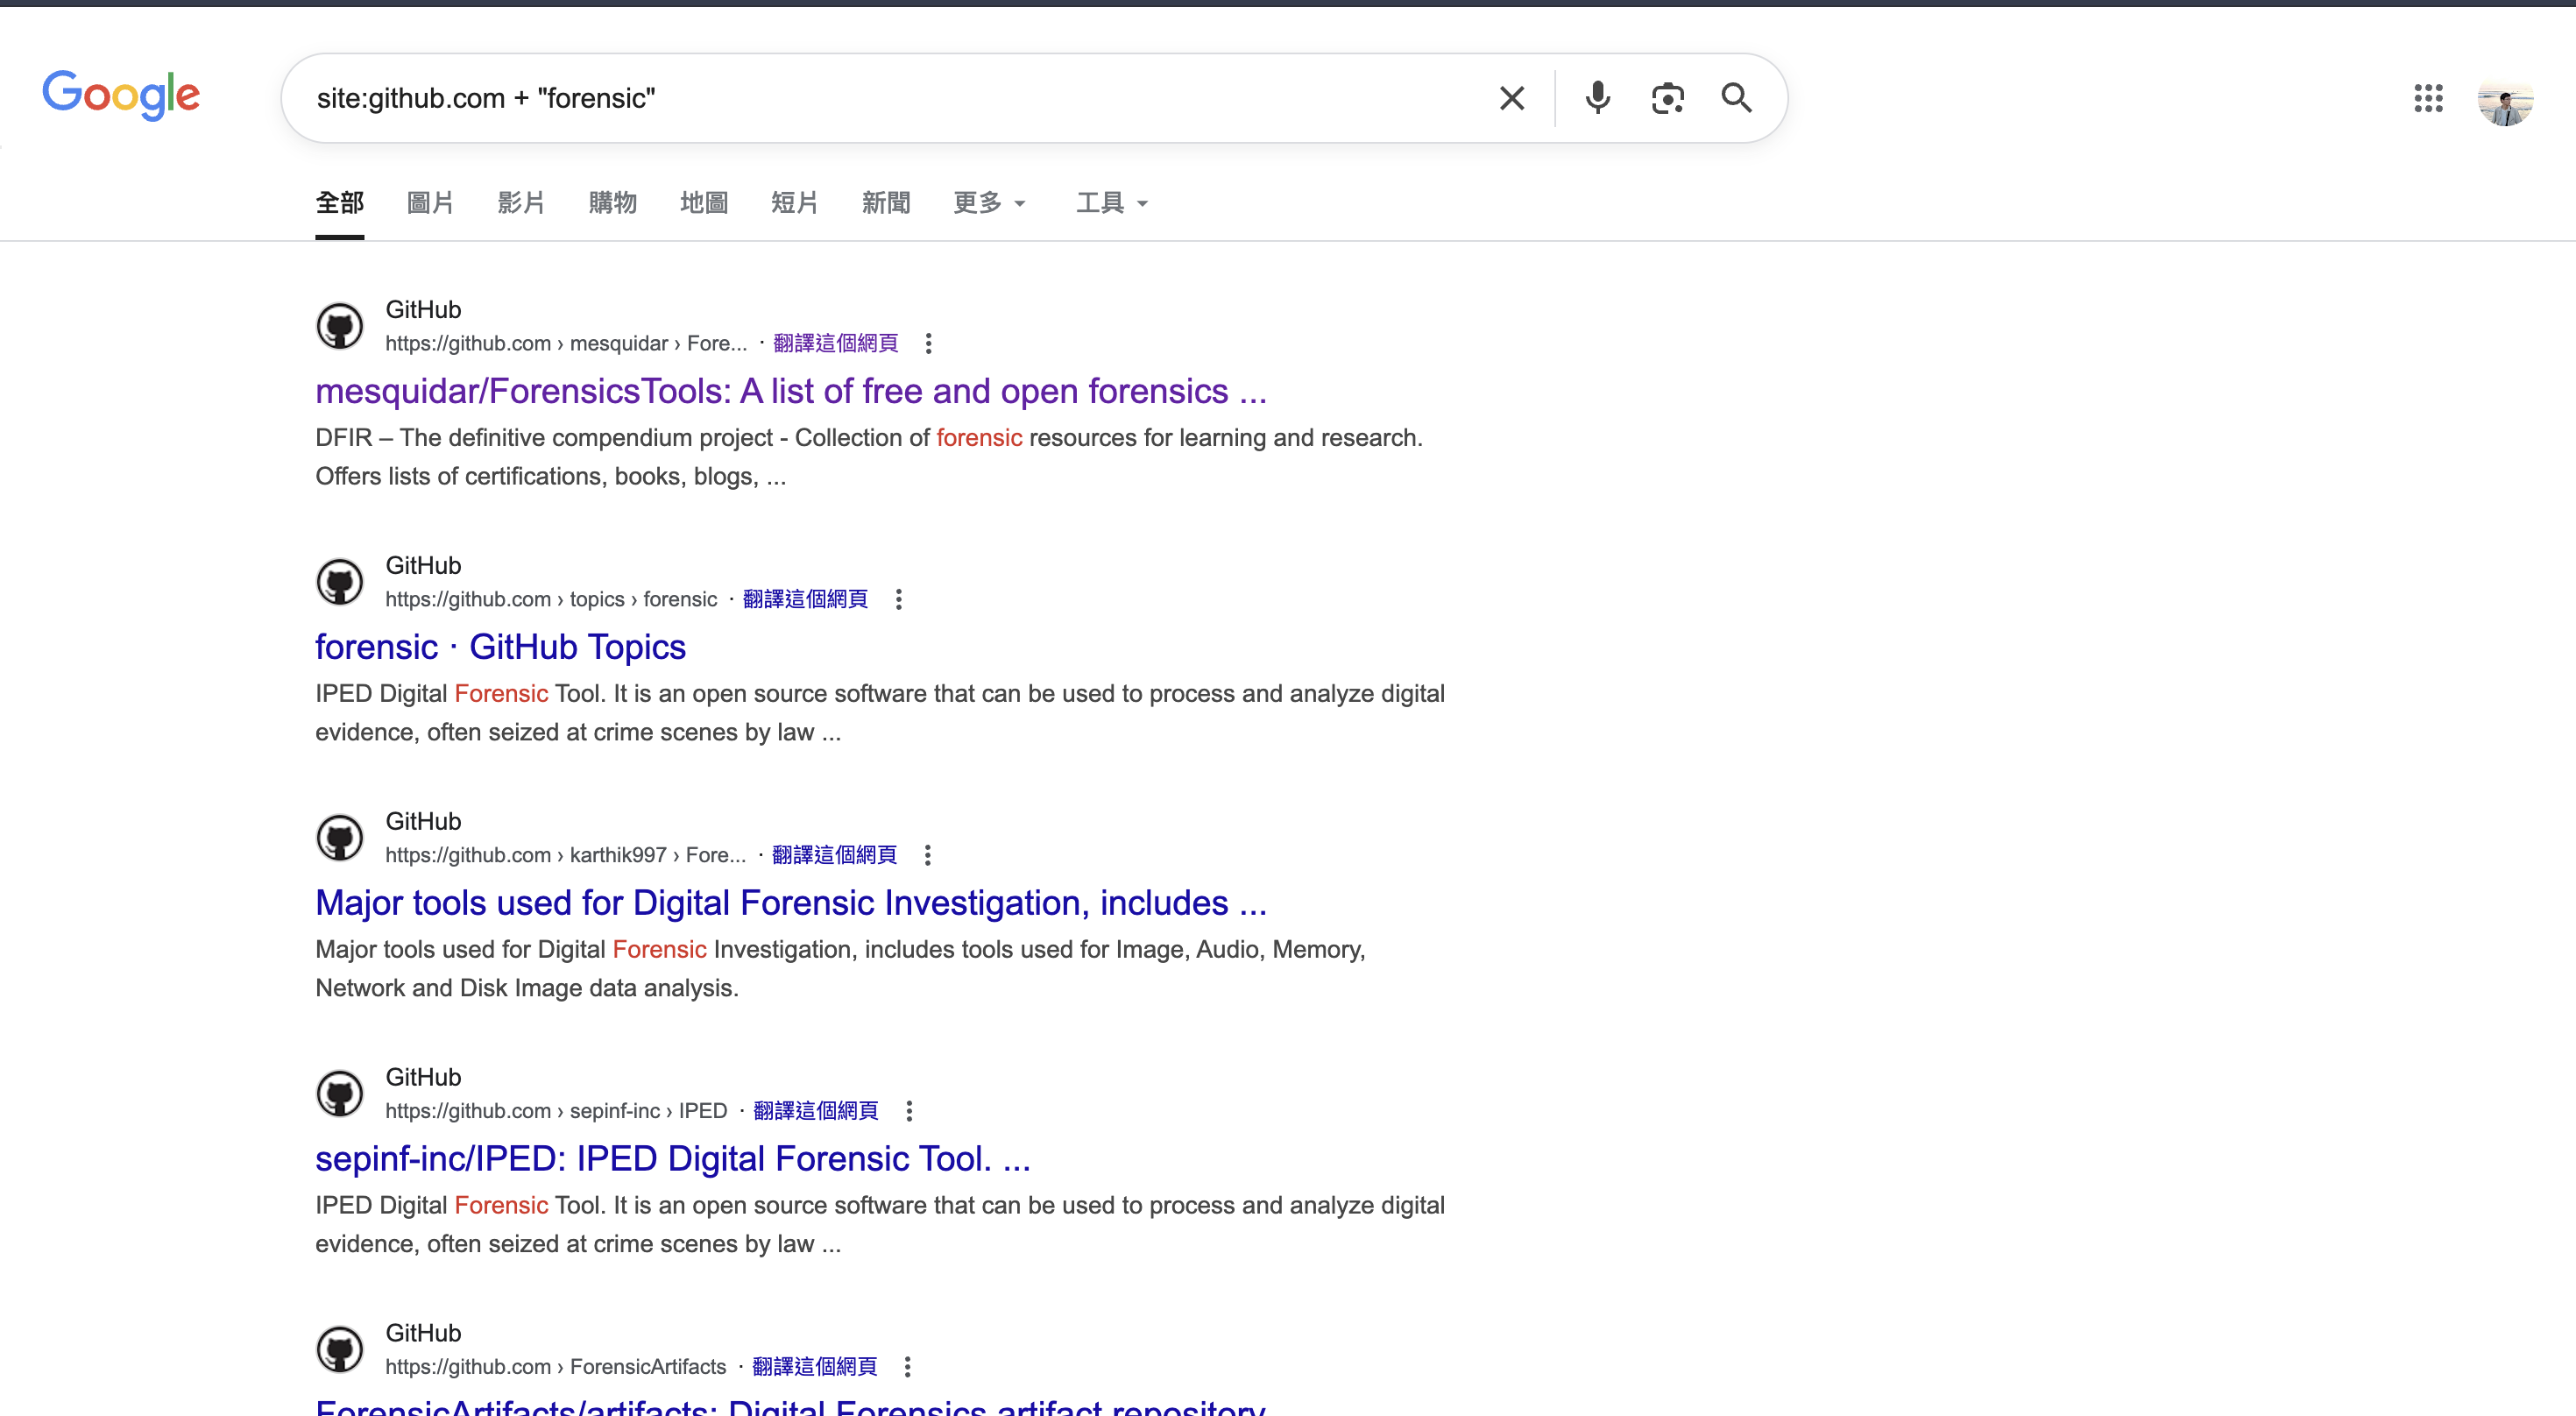 Google
site:github.com + "forensic"
全部 圖片 影片 購物 地圖 短片 新聞 更多 工具
GitHub
https://github.com › mesquidar › Fore... · 翻譯這個網頁
mesquidar/ForensicsTools: A list of free and open forensics ...
DFIR – The definitive compendium project - Collection of forensic resources for learning and research.
Offers lists of certifications, books, blogs, ...
GitHub
https://github.com › topics › forensic · 翻譯這個網頁
forensic · GitHub Topics
IPED Digital Forensic Tool. It is an open source software that can be used to process and analyze digital
evidence, often seized at crime scenes by law ...
GitHub
https://github.com › karthik997 › Fore... · 翻譯這個網頁
Major tools used for Digital Forensic Investigation, includes ...
Major tools used for Digital Forensic Investigation, includes tools used for Image, Audio, Memory,
Network and Disk Image data analysis.
GitHub
https://github.com › sepinf-inc › IPED · 翻譯這個網頁
sepinf-inc/IPED: IPED Digital Forensic Tool. ...
IPED Digital Forensic Tool. It is an open source software that can be used to process and analyze digital
evidence, often seized at crime scenes by law ...
GitHub
https://github.com › ForensicArtifacts · 翻譯這個網頁
ForensicArtifacts/artifacts: Digital Forensics artifact repository